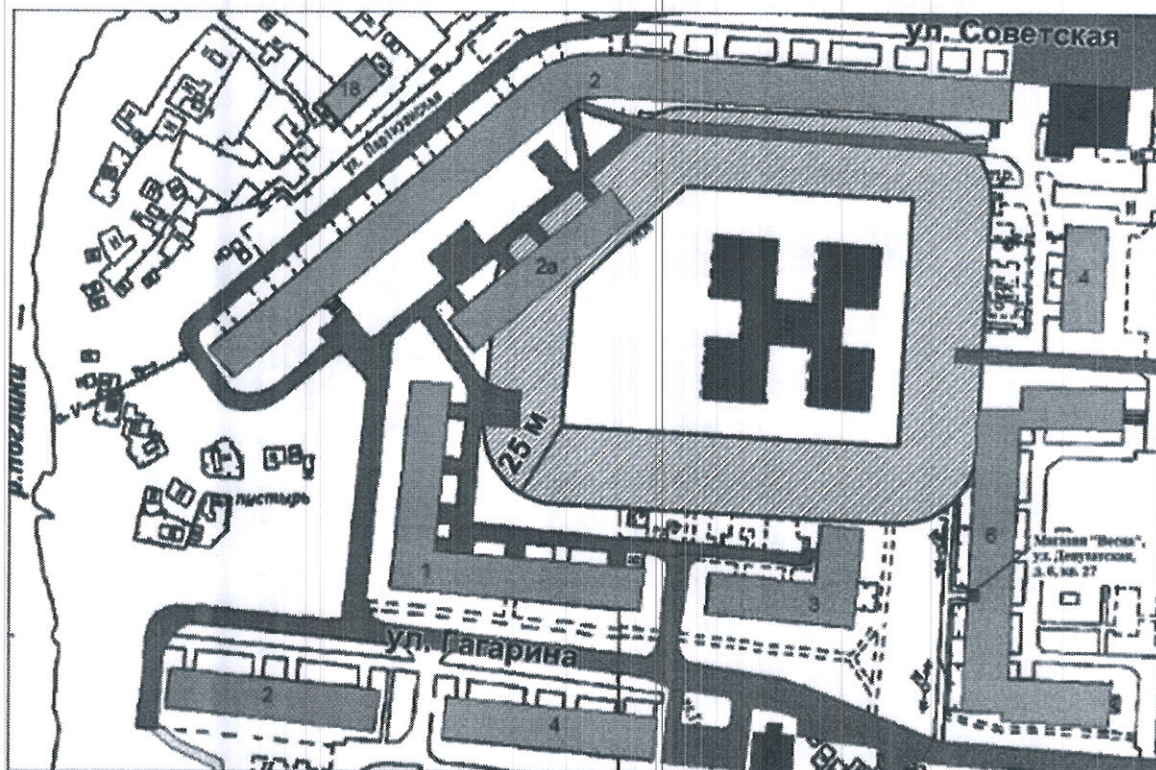 ул. Советская
2
18
ул. Партизанская
2а
4
25 м
пустырь
6
Магазин "Весна",
ул. Депутатская,
д. 6, кв. 27
1
3
ул. Гагарина
2
4